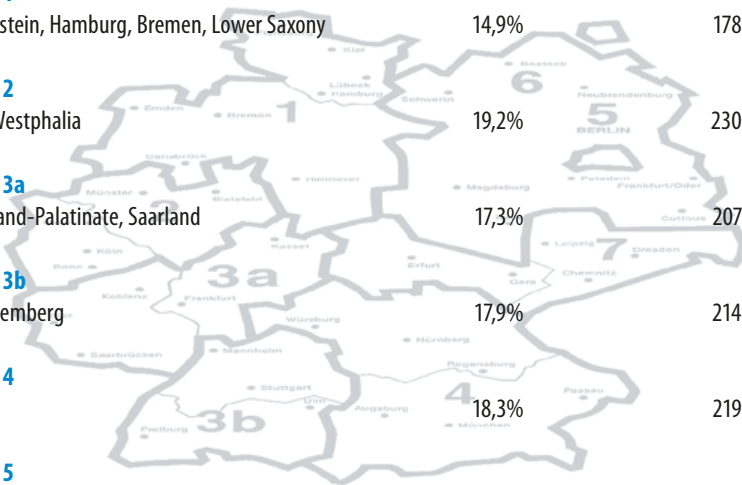 stein, Hamburg, Bremen, Lower Saxony 14,9% 178
Kiel
Rostock
6
Lübeck
Hamburg
Schwerin
Neubrandenburg
2
Emden
Bremen
1
5
BERLIN
Westphalia 19,2% 230
Osnabrück
Hannover
Potsdam
Frankfurt/Oder
3a
Münster
2
Bielefeld
Magdeburg
Cottbus
and-Palatinate, Saarland 17,3% 207
Köln
Kassel
Leipzig
7
Dresden
Bonn
Erfurt
3b
3a
Gera
Chemnitz
Koblenz
Frankfurt
emberg 17,9% 214
Würzburg
Nürnberg
Saarbrücken
Mannheim
Regensburg
4
Stuttgart
4
Passau
Ulm
Augsburg
18,3% 219
3b
Freiburg
München
5